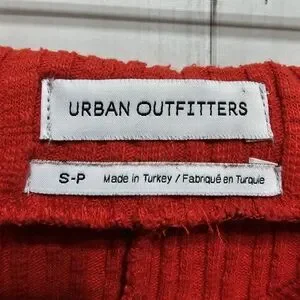 URBAN OUTFITTERS
S-P Made in Turkey / Fabriqué en Turquie